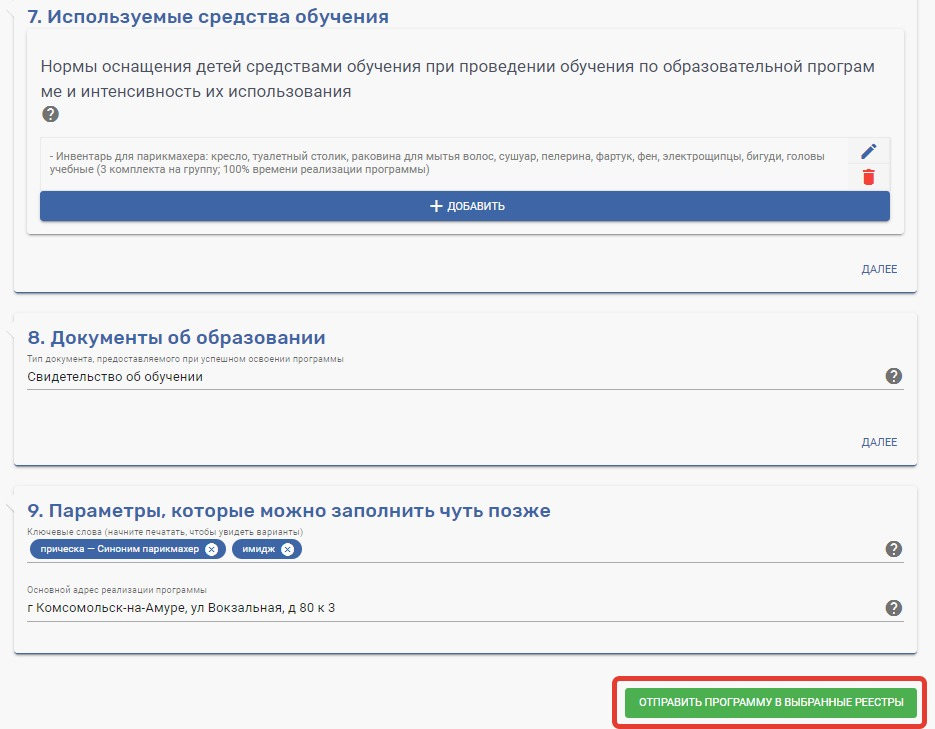 7. Используемые средства обучения
Нормы оснащения детей средствами обучения при проведении обучения по образовательной програм
ме и интенсивность их использования
?
- Инвентарь для парикмахера: кресло, туалетный столик, раковина для мытья волос, сушуар, пелерина, фартук, фен, электрощипцы, бигуди, головы
учебные (3 комплекта на группу; 100% времени реализации программы)
+ ДОБАВИТЬ
ДАЛЕЕ
8. Документы об образовании
Тип документа, предоставляемого при успешном освоении программы
Свидетельство об обучении ?
ДАЛЕЕ
9. Параметры, которые можно заполнить чуть позже
Ключевые слова (начните печатать, чтобы увидеть варианты)
прическа — Синоним парикмахер имидж ?
Основной адрес реализации программы
г Комсомольск-на-Амуре, ул Вокзальная, д 80 к 3 ?
ОТПРАВИТЬ ПРОГРАММУ В ВЫБРАННЫЕ РЕЕСТРЫ